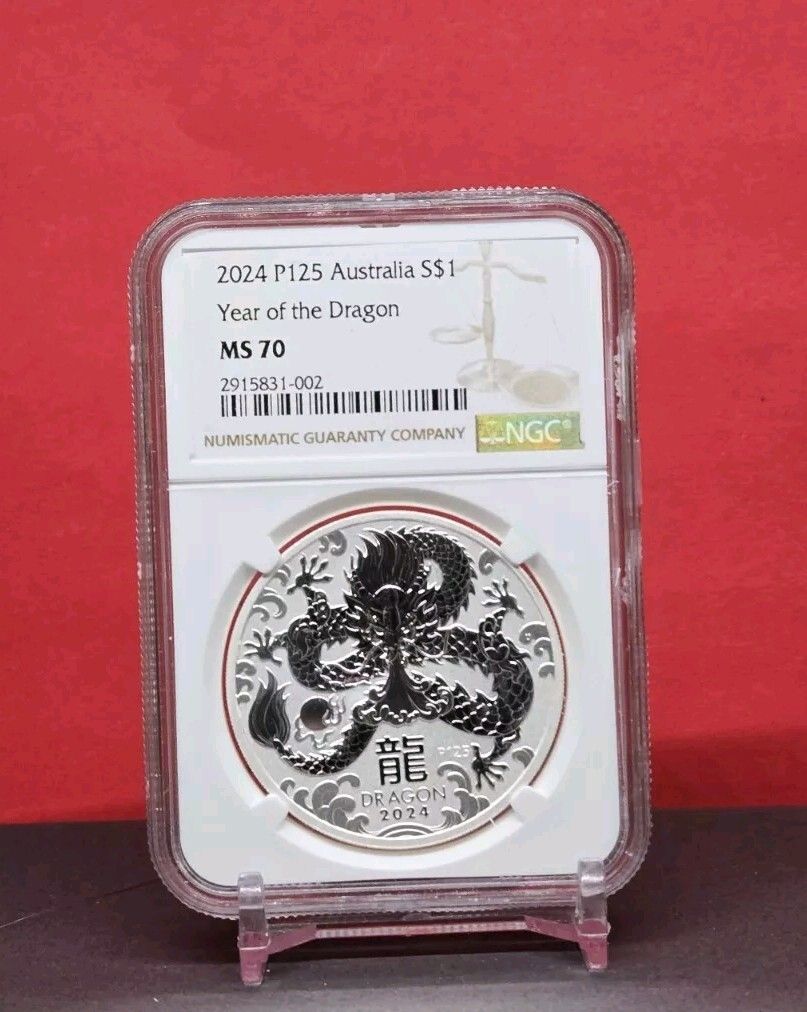 2024 P125 Australia S$1
Year of the Dragon
MS 70
2915831-002
NUMISMATIC GUARANTY COMPANY
NGC®
P125
龍
DRAGON
2024